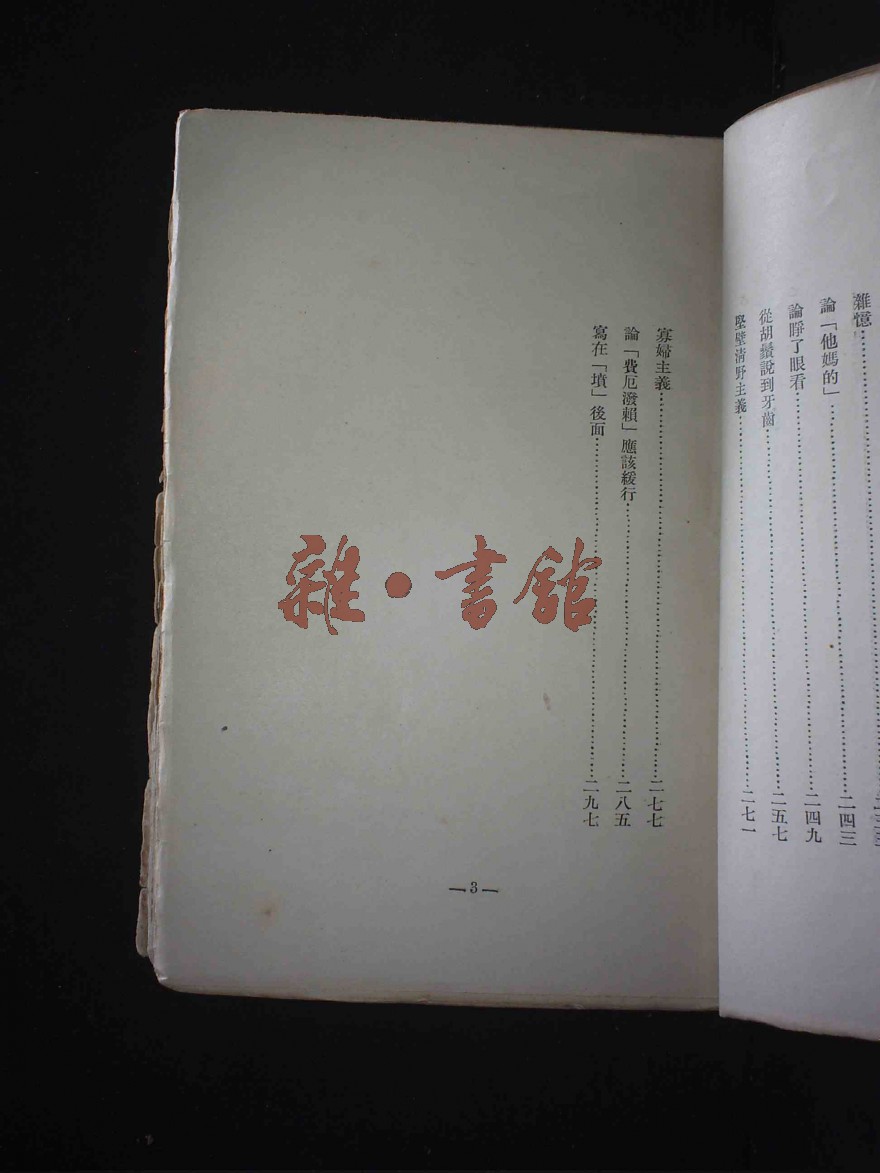 雜憶
論「他媽的」……二四三
論睜了眼看……二四九
從胡鬚說到牙齒……二五七
堅壁淸野主義……二七一
寡婦主義……二七七
論「費厄潑賴」應該緩行……二八五
寫在「墳」後面……二九七
—3—
雜·書館